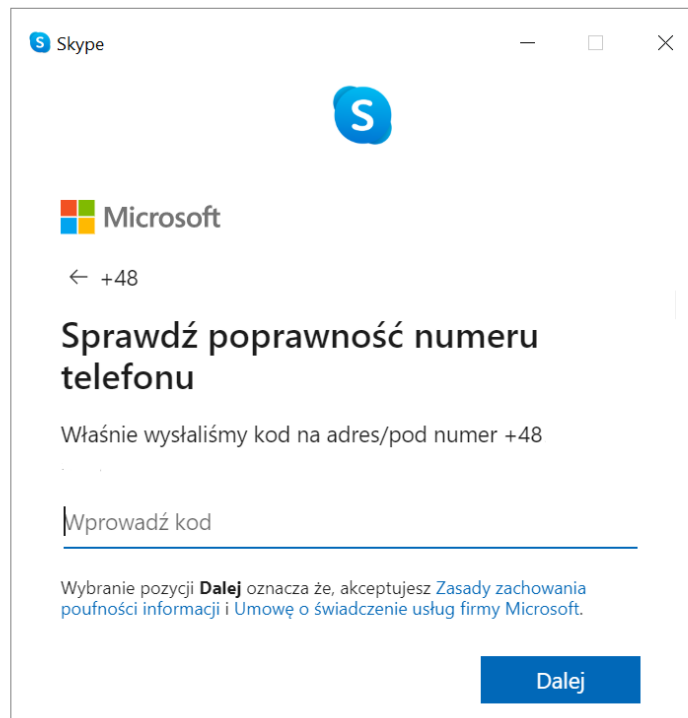 Skype
S
Microsoft
← +48
Sprawdź poprawność numeru
telefonu
Właśnie wysłaliśmy kod na adres/pod numer +48
Wprowadź kod
Wybranie pozycji Dalej oznacza że, akceptujesz Zasady zachowania
poufności informacji i Umowę o świadczenie usług firmy Microsoft.
Dalej